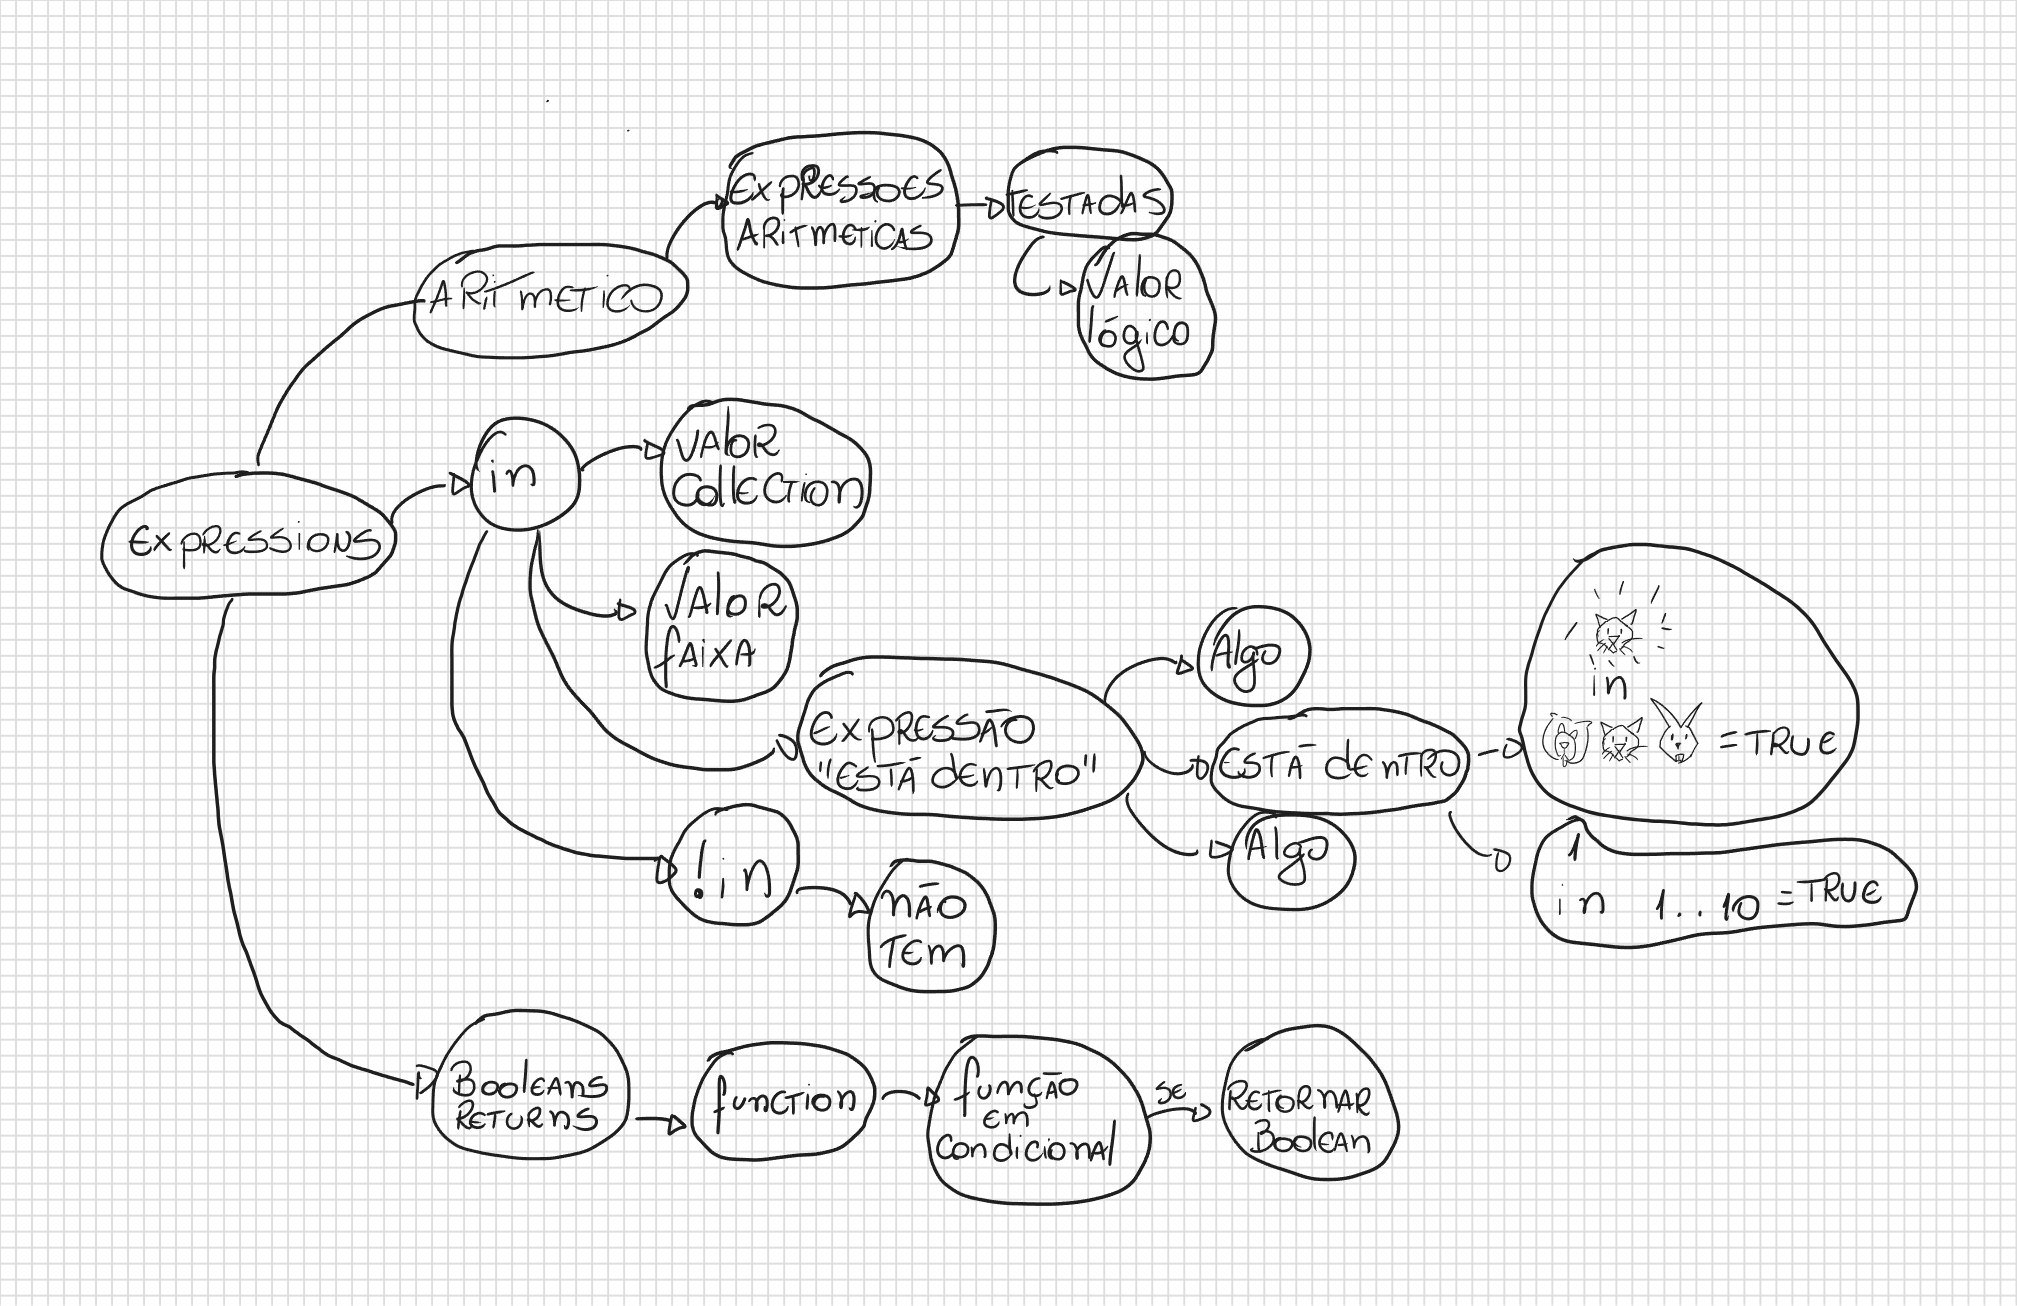 EXPRESSOES
ARITMETICAS
TESTADAS
VALOR
lógico
ARITMETICO
in
VALOR
COllECTION
EXPRESSIONS
VALOR
fAIXA
Algo
EXPRESSÃO
"ESTÁ dENTRO"
ESTÁ dENTRO
in
= TRUE
Algo
1
in 1..10 = TRUE
!in
NÃO
TEM
BOOlEANS
RETURNS
fUNCTION
fumção
Em
Condicional
SE
RETORNAR
BOOlEAN